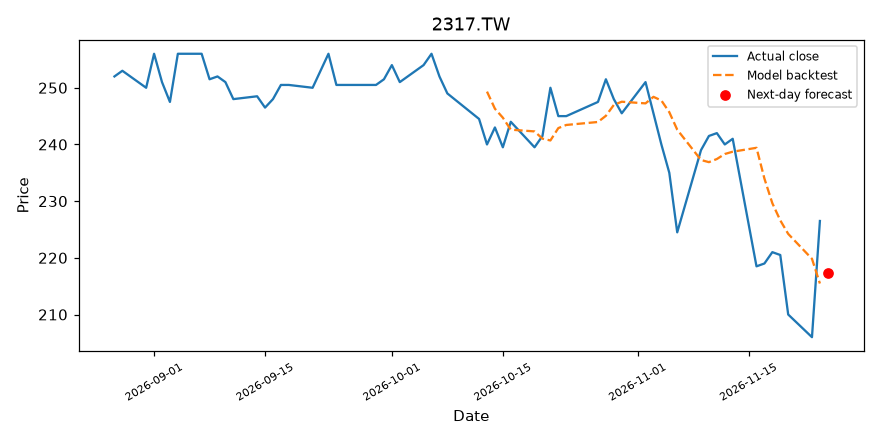 2317.TW
Actual close
Model backtest
Next-day forecast
Price
250
240
230
220
210
2026-09-01
2026-09-15
2026-10-01
2026-10-15
2026-11-01
2026-11-15
Date